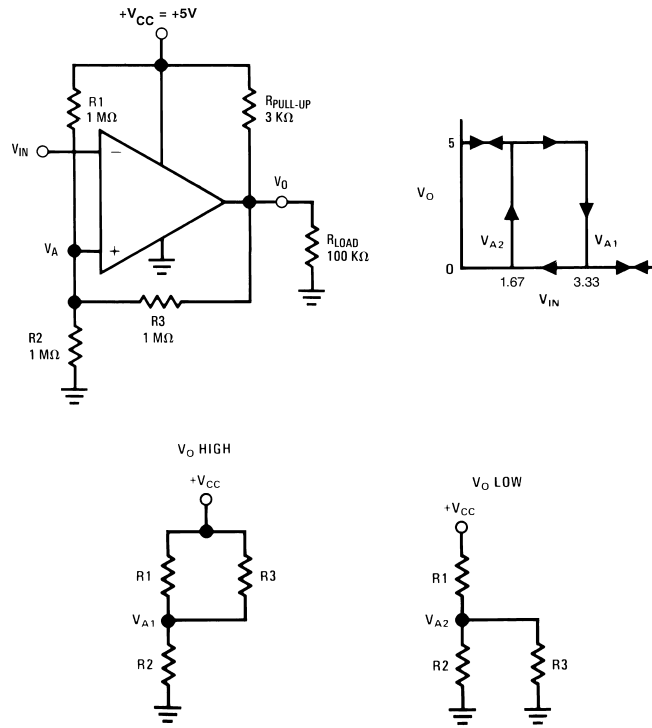 +VCC = +5V
R1
1 MΩ
RPULL-UP
3 KΩ
VIN
−
VO
VA
+
RLOAD
100 KΩ
R3
1 MΩ
R2
1 MΩ
5
VO
VA2
VA1
0
1.67
3.33
VIN
VO HIGH
+VCC
R1
R3
VA1
R2
VO LOW
+VCC
R1
VA2
R2
R3